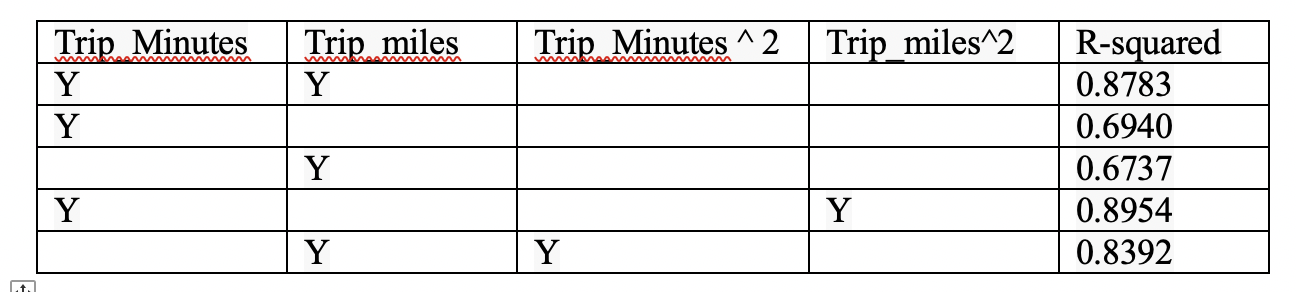 Trip_Minutes Trip_miles Trip_Minutes ^ 2 Trip_miles^2 R-squared
Y Y 0.8783
Y 0.6940
Y 0.6737
Y Y 0.8954
Y Y 0.8392